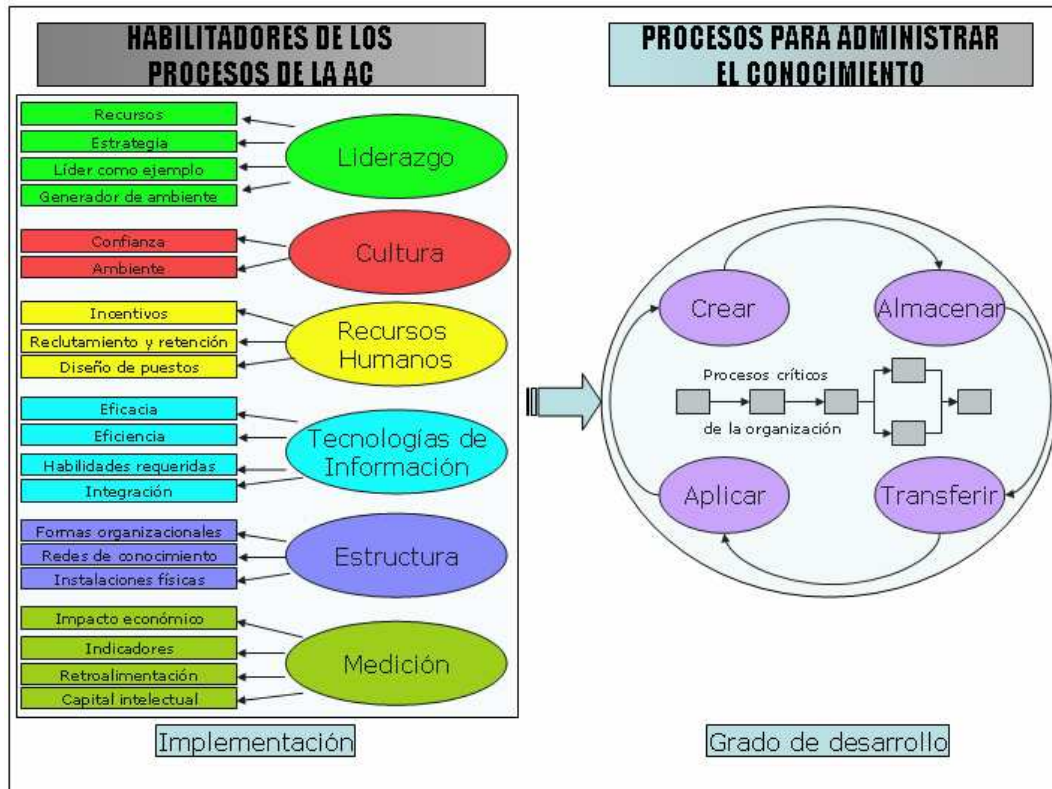 HABILITADORES DE LOS
PROCESOS DE LA AC
PROCESOS PARA ADMINISTRAR
EL CONOCIMIENTO
Recursos
Estrategia
Líder como ejemplo
Generador de ambiente
Liderazgo
Confianza
Ambiente
Cultura
Incentivos
Reclutamiento y retención
Diseño de puestos
Recursos
Humanos
Eficacia
Eficiencia
Habilidades requeridas
Integración
Tecnologías de
Información
Formas organizacionales
Redes de conocimiento
Instalaciones físicas
Estructura
Impacto económico
Indicadores
Retroalimentación
Capital intelectual
Medición
Implementación
Crear
Almacenar
Procesos críticos
de la organización
Aplicar
Transferir
Grado de desarrollo